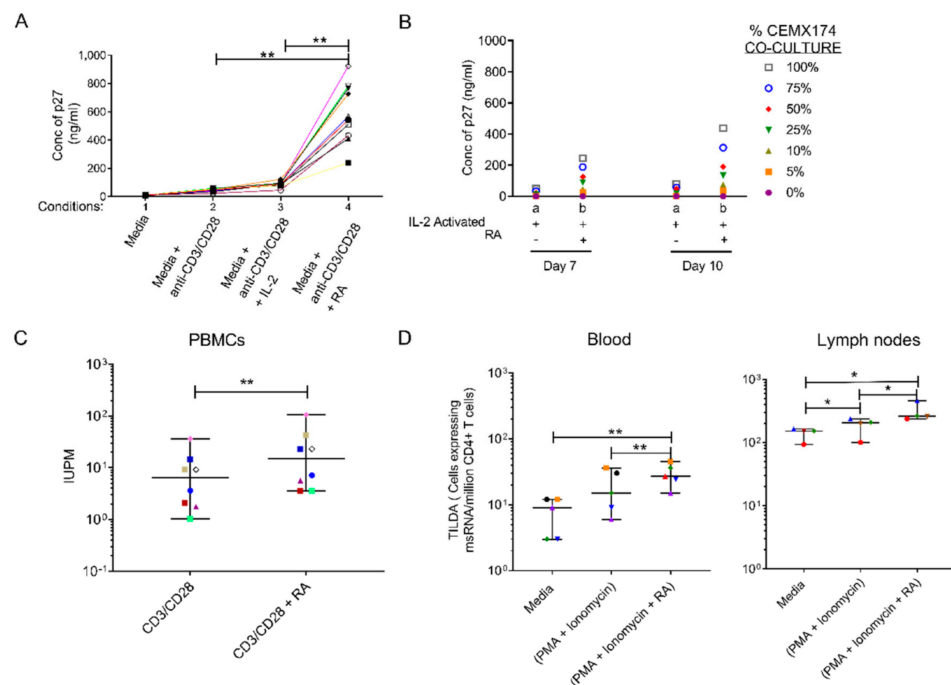 A
**
**
1,000
800
600
400
200
0
Conc of p27
(ng/ml)
Conditions:
1
2
3
4
Media
Media +
anti-CD3/CD28
Media +
anti-CD3/CD28
+ IL-2
Media +
anti-CD3/CD28
+ RA
B
1000
800
600
400
200
0
Conc of p27 (ng/ml)
% CEMX174
CO-CULTURE
100%
75%
50%
25%
10%
5%
0%
a b a b
IL-2 Activated + + + +
RA - + - +
Day 7 Day 10
C
PBMCs
**
10³
10²
10¹
10⁰
10⁻¹
IUPM
CD3/CD28
CD3/CD28 + RA
D
Blood
**
**
10³
10²
10¹
10⁰
TILDA ( Cells expressing
msRNA/million CD4+ T cells)
Media
(PMA + Ionomycin)
(PMA + Ionomycin + RA)
Lymph nodes
*
*
*
10³
10²
10¹
10⁰
Media
(PMA + Ionomycin)
(PMA + Ionomycin + RA)